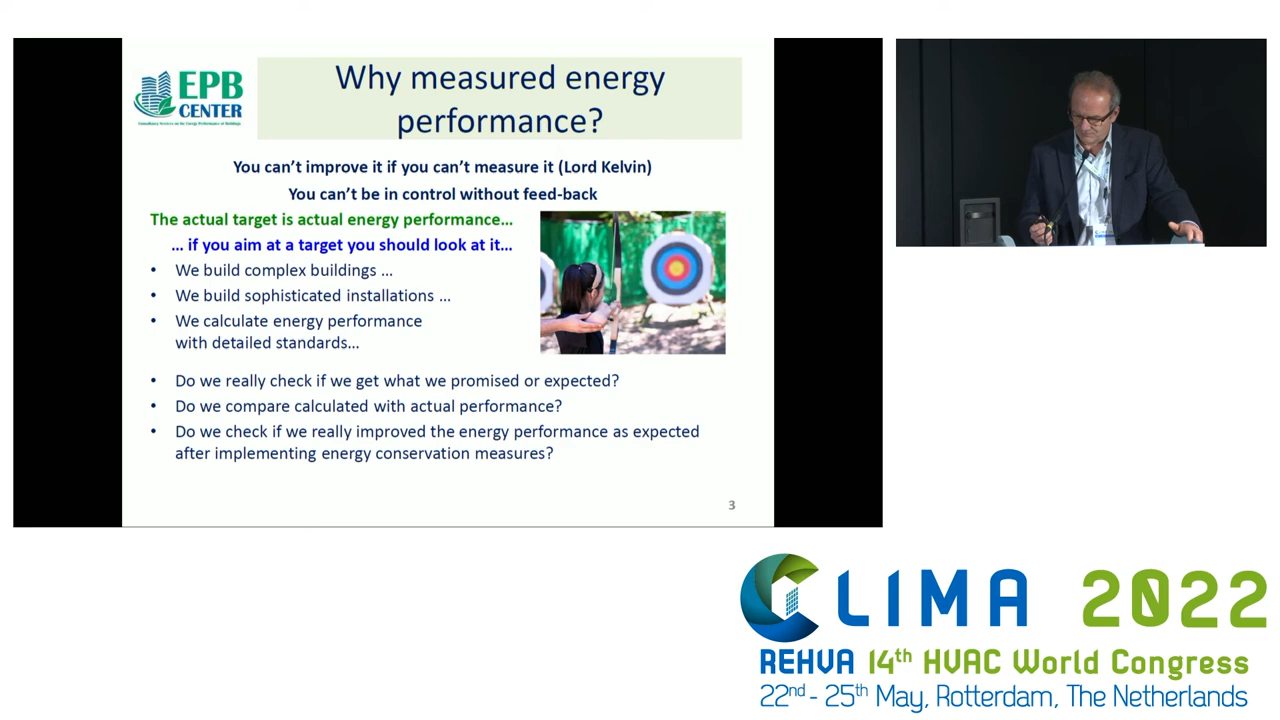 EPB
CENTER
Why measured energy
performance?
You can't improve it if you can't measure it (Lord Kelvin)
You can't be in control without feed-back
The actual target is actual energy performance...
... if you aim at a target you should look at it...
• We build complex buildings ...
• We build sophisticated installations ...
• We calculate energy performance
with detailed standards...
• Do we really check if we get what we promised or expected?
• Do we compare calculated with actual performance?
• Do we check if we really improved the energy performance as expected
after implementing energy conservation measures?
3
CLIMA 2022
REHVA 14th HVAC World Congress
22nd - 25th May, Rotterdam, The Netherlands